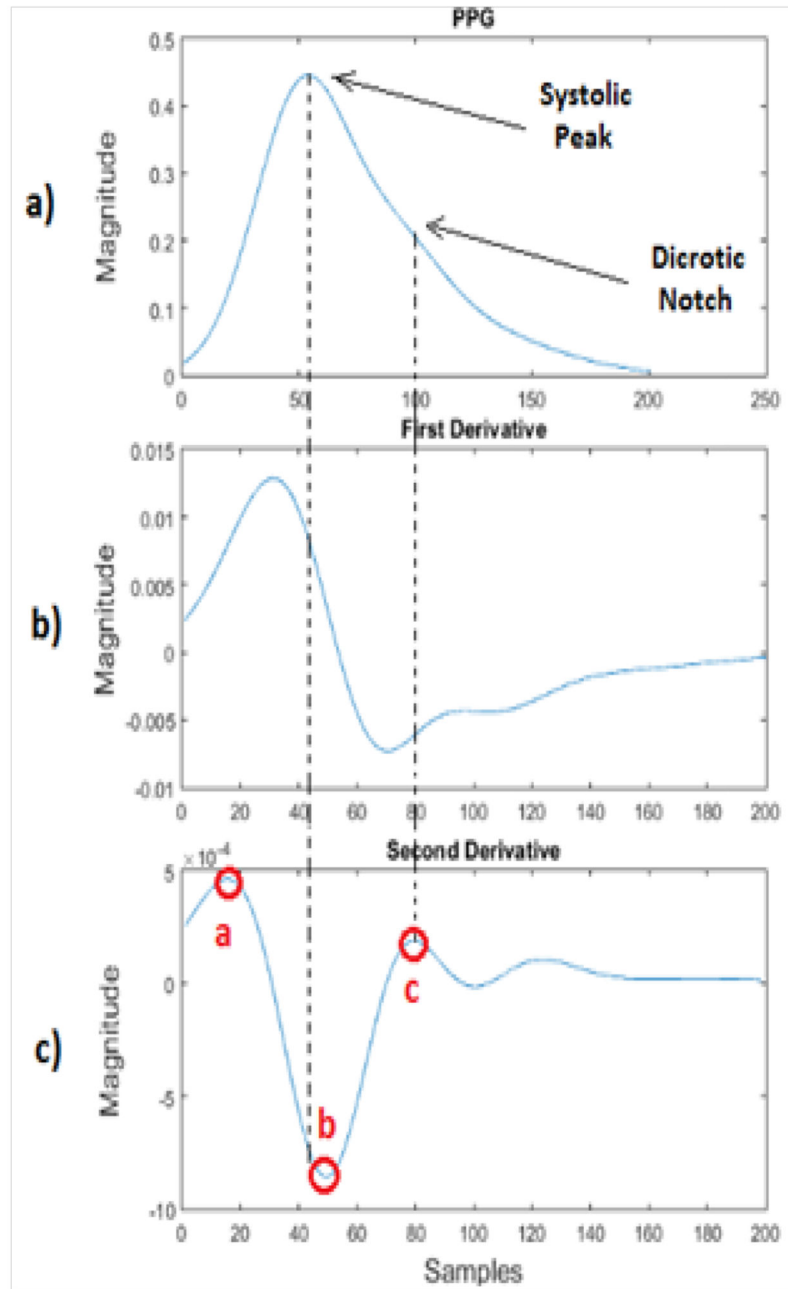 PPG
0.5
0.4
0.3
0.2
0.1
0
Magnitude
a)
Systolic
Peak
Dicrotic
Notch
0 50 100 150 200 250
First Derivative
0.015
0.01
0.005
0
-0.005
-0.01
Magnitude
b)
0 20 40 60 80 100 120 140 160 180 200
Second Derivative
×10⁻⁴
5
0
-5
-10
Magnitude
c)
a
b
c
0 20 40 60 80 100 120 140 160 180 200
Samples